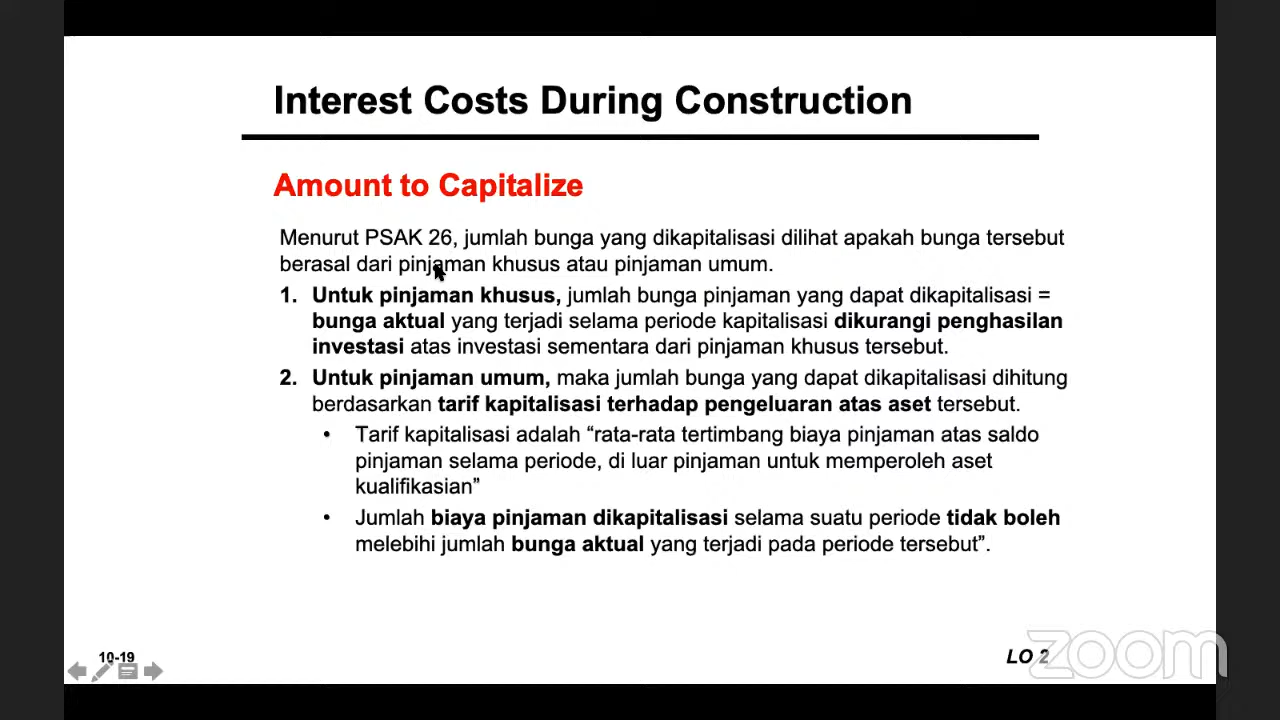 Interest Costs During Construction
Amount to Capitalize
Menurut PSAK 26, jumlah bunga yang dikapitalisasi dilihat apakah bunga tersebut
berasal dari pinjaman khusus atau pinjaman umum.
1. Untuk pinjaman khusus, jumlah bunga pinjaman yang dapat dikapitalisasi =
bunga aktual yang terjadi selama periode kapitalisasi dikurangi penghasilan
investasi atas investasi sementara dari pinjaman khusus tersebut.
2. Untuk pinjaman umum, maka jumlah bunga yang dapat dikapitalisasi dihitung
berdasarkan tarif kapitalisasi terhadap pengeluaran atas aset tersebut.
• Tarif kapitalisasi adalah “rata-rata tertimbang biaya pinjaman atas saldo
pinjaman selama periode, di luar pinjaman untuk memperoleh aset
kualifikasian”
• Jumlah biaya pinjaman dikapitalisasi selama suatu periode tidak boleh
melebihi jumlah bunga aktual yang terjadi pada periode tersebut”.
10-19
LO 2
zoom